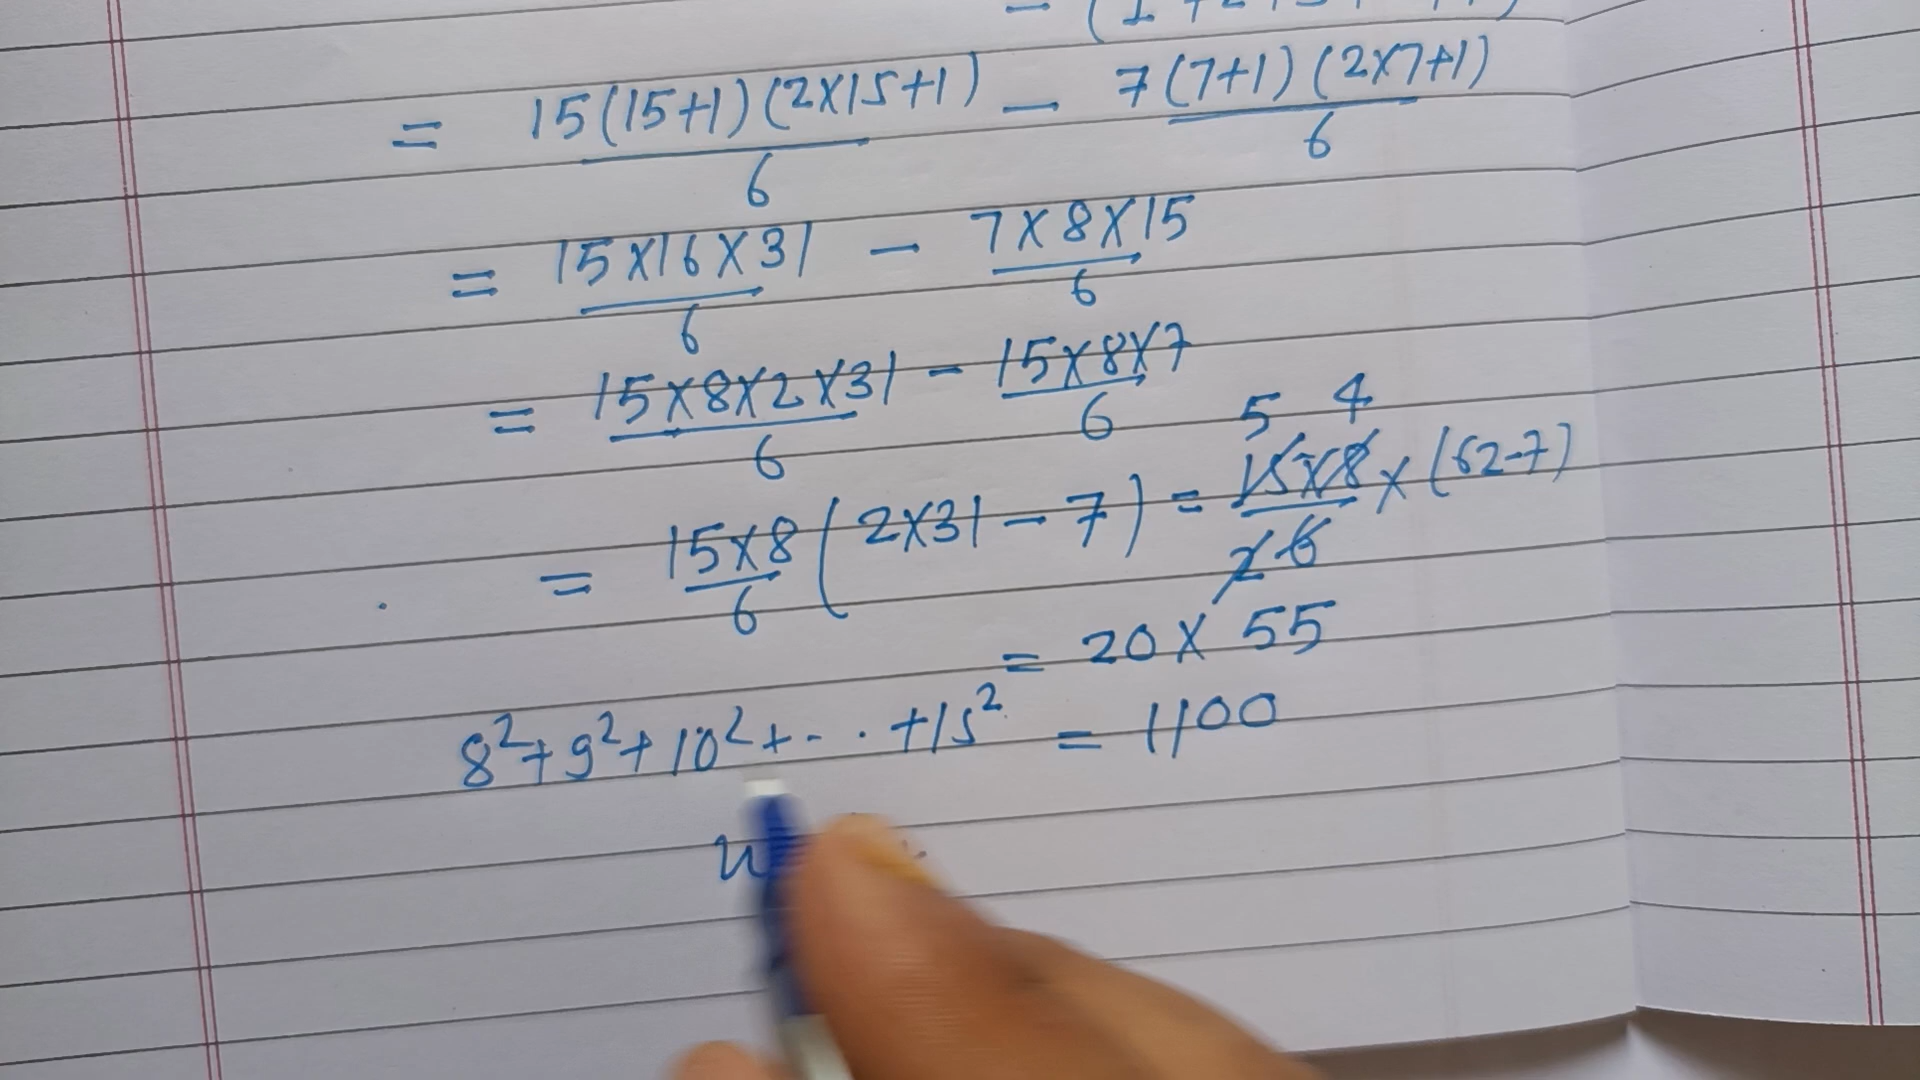 = 15(15+1)(2×15+1)/6 - 7(7+1)(2×7+1)/6
= 15×16×31/6 - 7×8×15/6
= 15×8×2×31/6 - 15×8×7/6
5 4
= 15×8/6 (2×31-7) = 15×8/6 × (62-7)
2
= 20×55
8²+9²+10²+...+15² = 1100